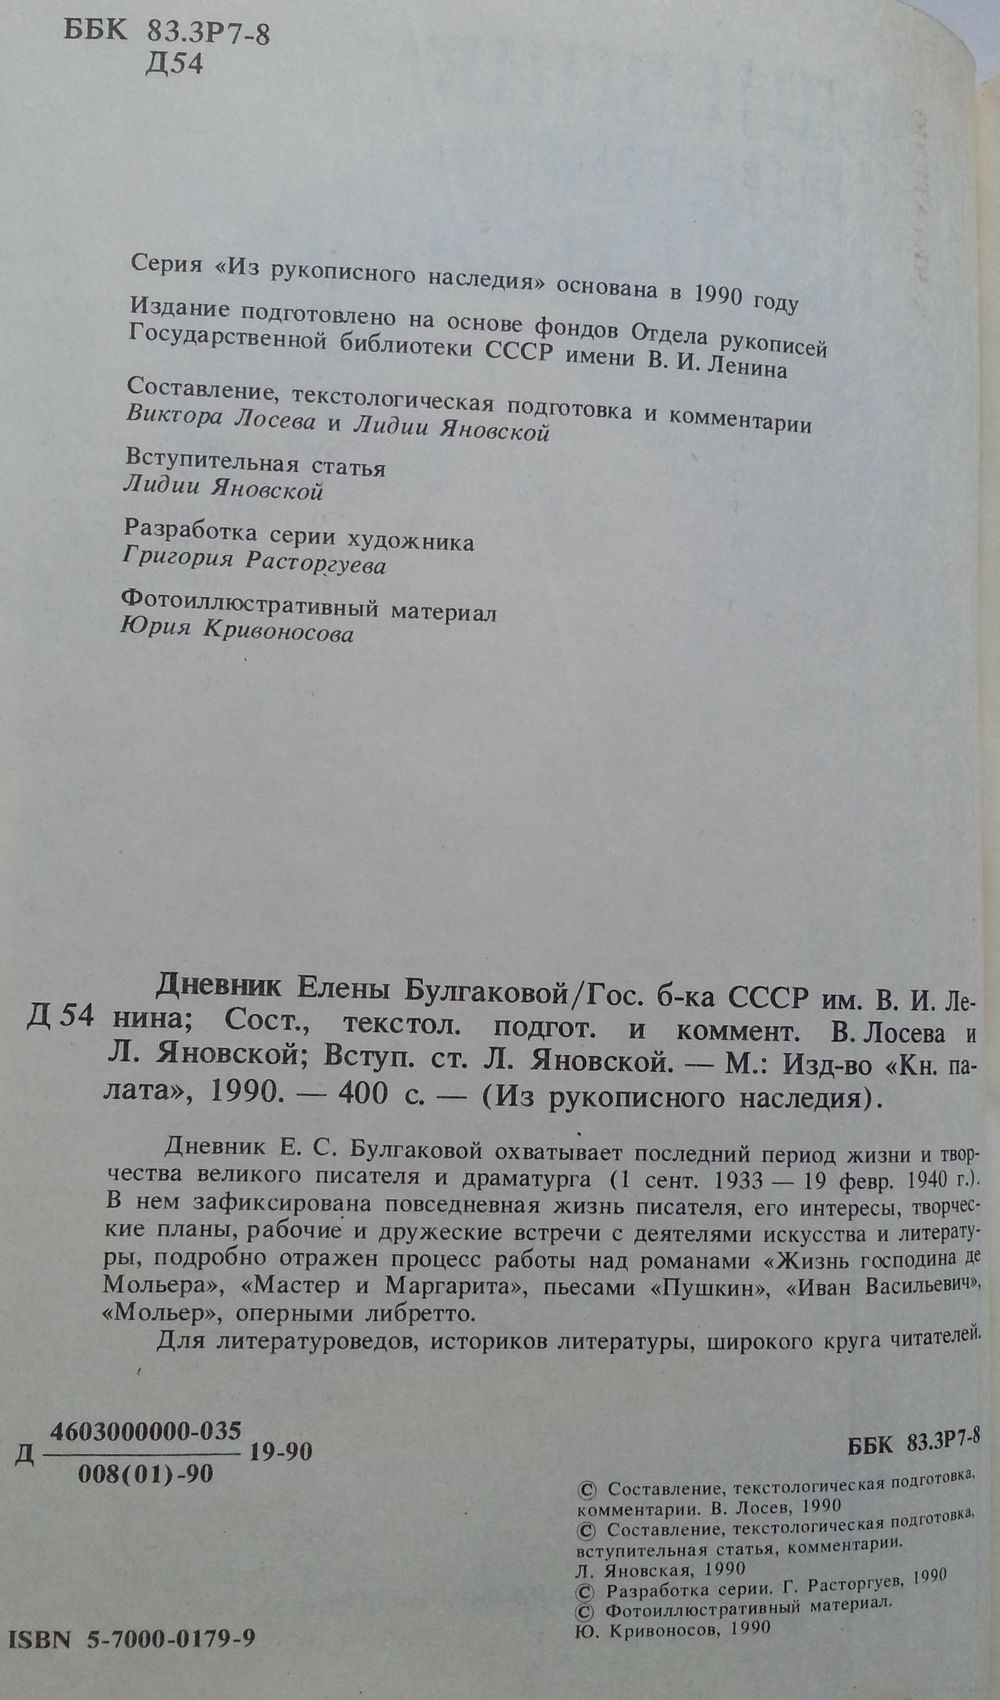 ББК 83.3Р7-8
Д54
Серия «Из рукописного наследия» основана в 1990 году
Издание подготовлено на основе фондов Отдела рукописей
Государственной библиотеки СССР имени В. И. Ленина
Составление, текстологическая подготовка и комментарии
Виктора Лосева и Лидии Яновской
Вступительная статья
Лидии Яновской
Разработка серии художника
Григория Расторгуева
Фотоиллюстративный материал
Юрия Кривоносова
Дневник Елены Булгаковой/Гос. б-ка СССР им. В. И. Ле-
Д 54 нина; Сост., текстол. подгот. и коммент. В. Лосева и
Л. Яновской; Вступ. ст. Л. Яновской. — М.: Изд-во «Кн. па-
лата», 1990. — 400 с. — (Из рукописного наследия).
Дневник Е. С. Булгаковой охватывает последний период жизни и твор-
чества великого писателя и драматурга (1 сент. 1933 — 19 февр. 1940 г.).
В нем зафиксирована повседневная жизнь писателя, его интересы, творчес-
кие планы, рабочие и дружеские встречи с деятелями искусства и литерату-
ры, подробно отражен процесс работы над романами «Жизнь господина де
Мольера», «Мастер и Маргарита», пьесами «Пушкин», «Иван Васильевич»,
«Мольер», оперными либретто.
Для литературоведов, историков литературы, широкого круга читателей.
4603000000-035
Д 19-90
008(01)-90
ББК 83.3Р7-8
© Составление, текстологическая подготовка,
комментарии. В. Лосев, 1990
© Составление, текстологическая подготовка,
вступительная статья, комментарии.
Л. Яновская, 1990
© Разработка серии. Г. Расторгуев, 1990
© Фотоиллюстративный материал.
Ю. Кривоносов, 1990
ISBN 5-7000-0179-9